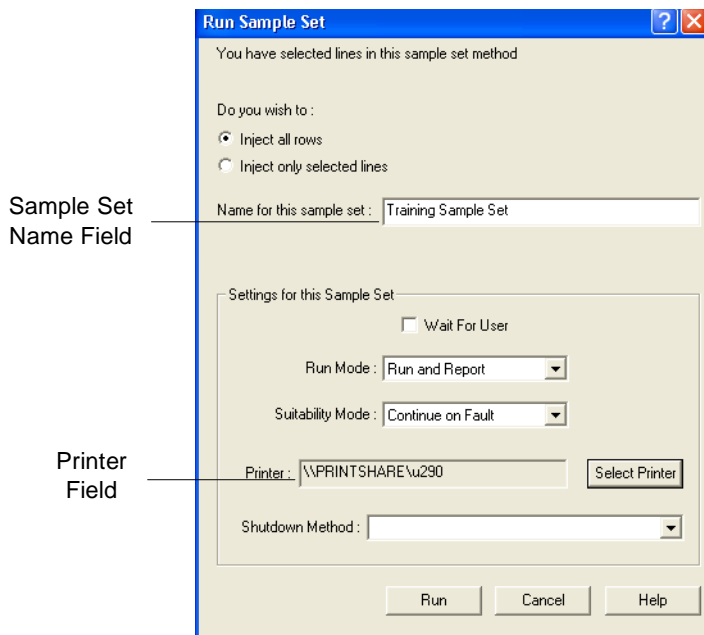 Run Sample Set
You have selected lines in this sample set method
Do you wish to :
Inject all rows
Inject only selected lines
Sample Set
Name Field
Name for this sample set : Training Sample Set
Settings for this Sample Set
Wait For User
Run Mode : Run and Report
Suitability Mode : Continue on Fault
Printer
Field
Printer : \\PRINTSHARE\u290 Select Printer
Shutdown Method :
Run Cancel Help